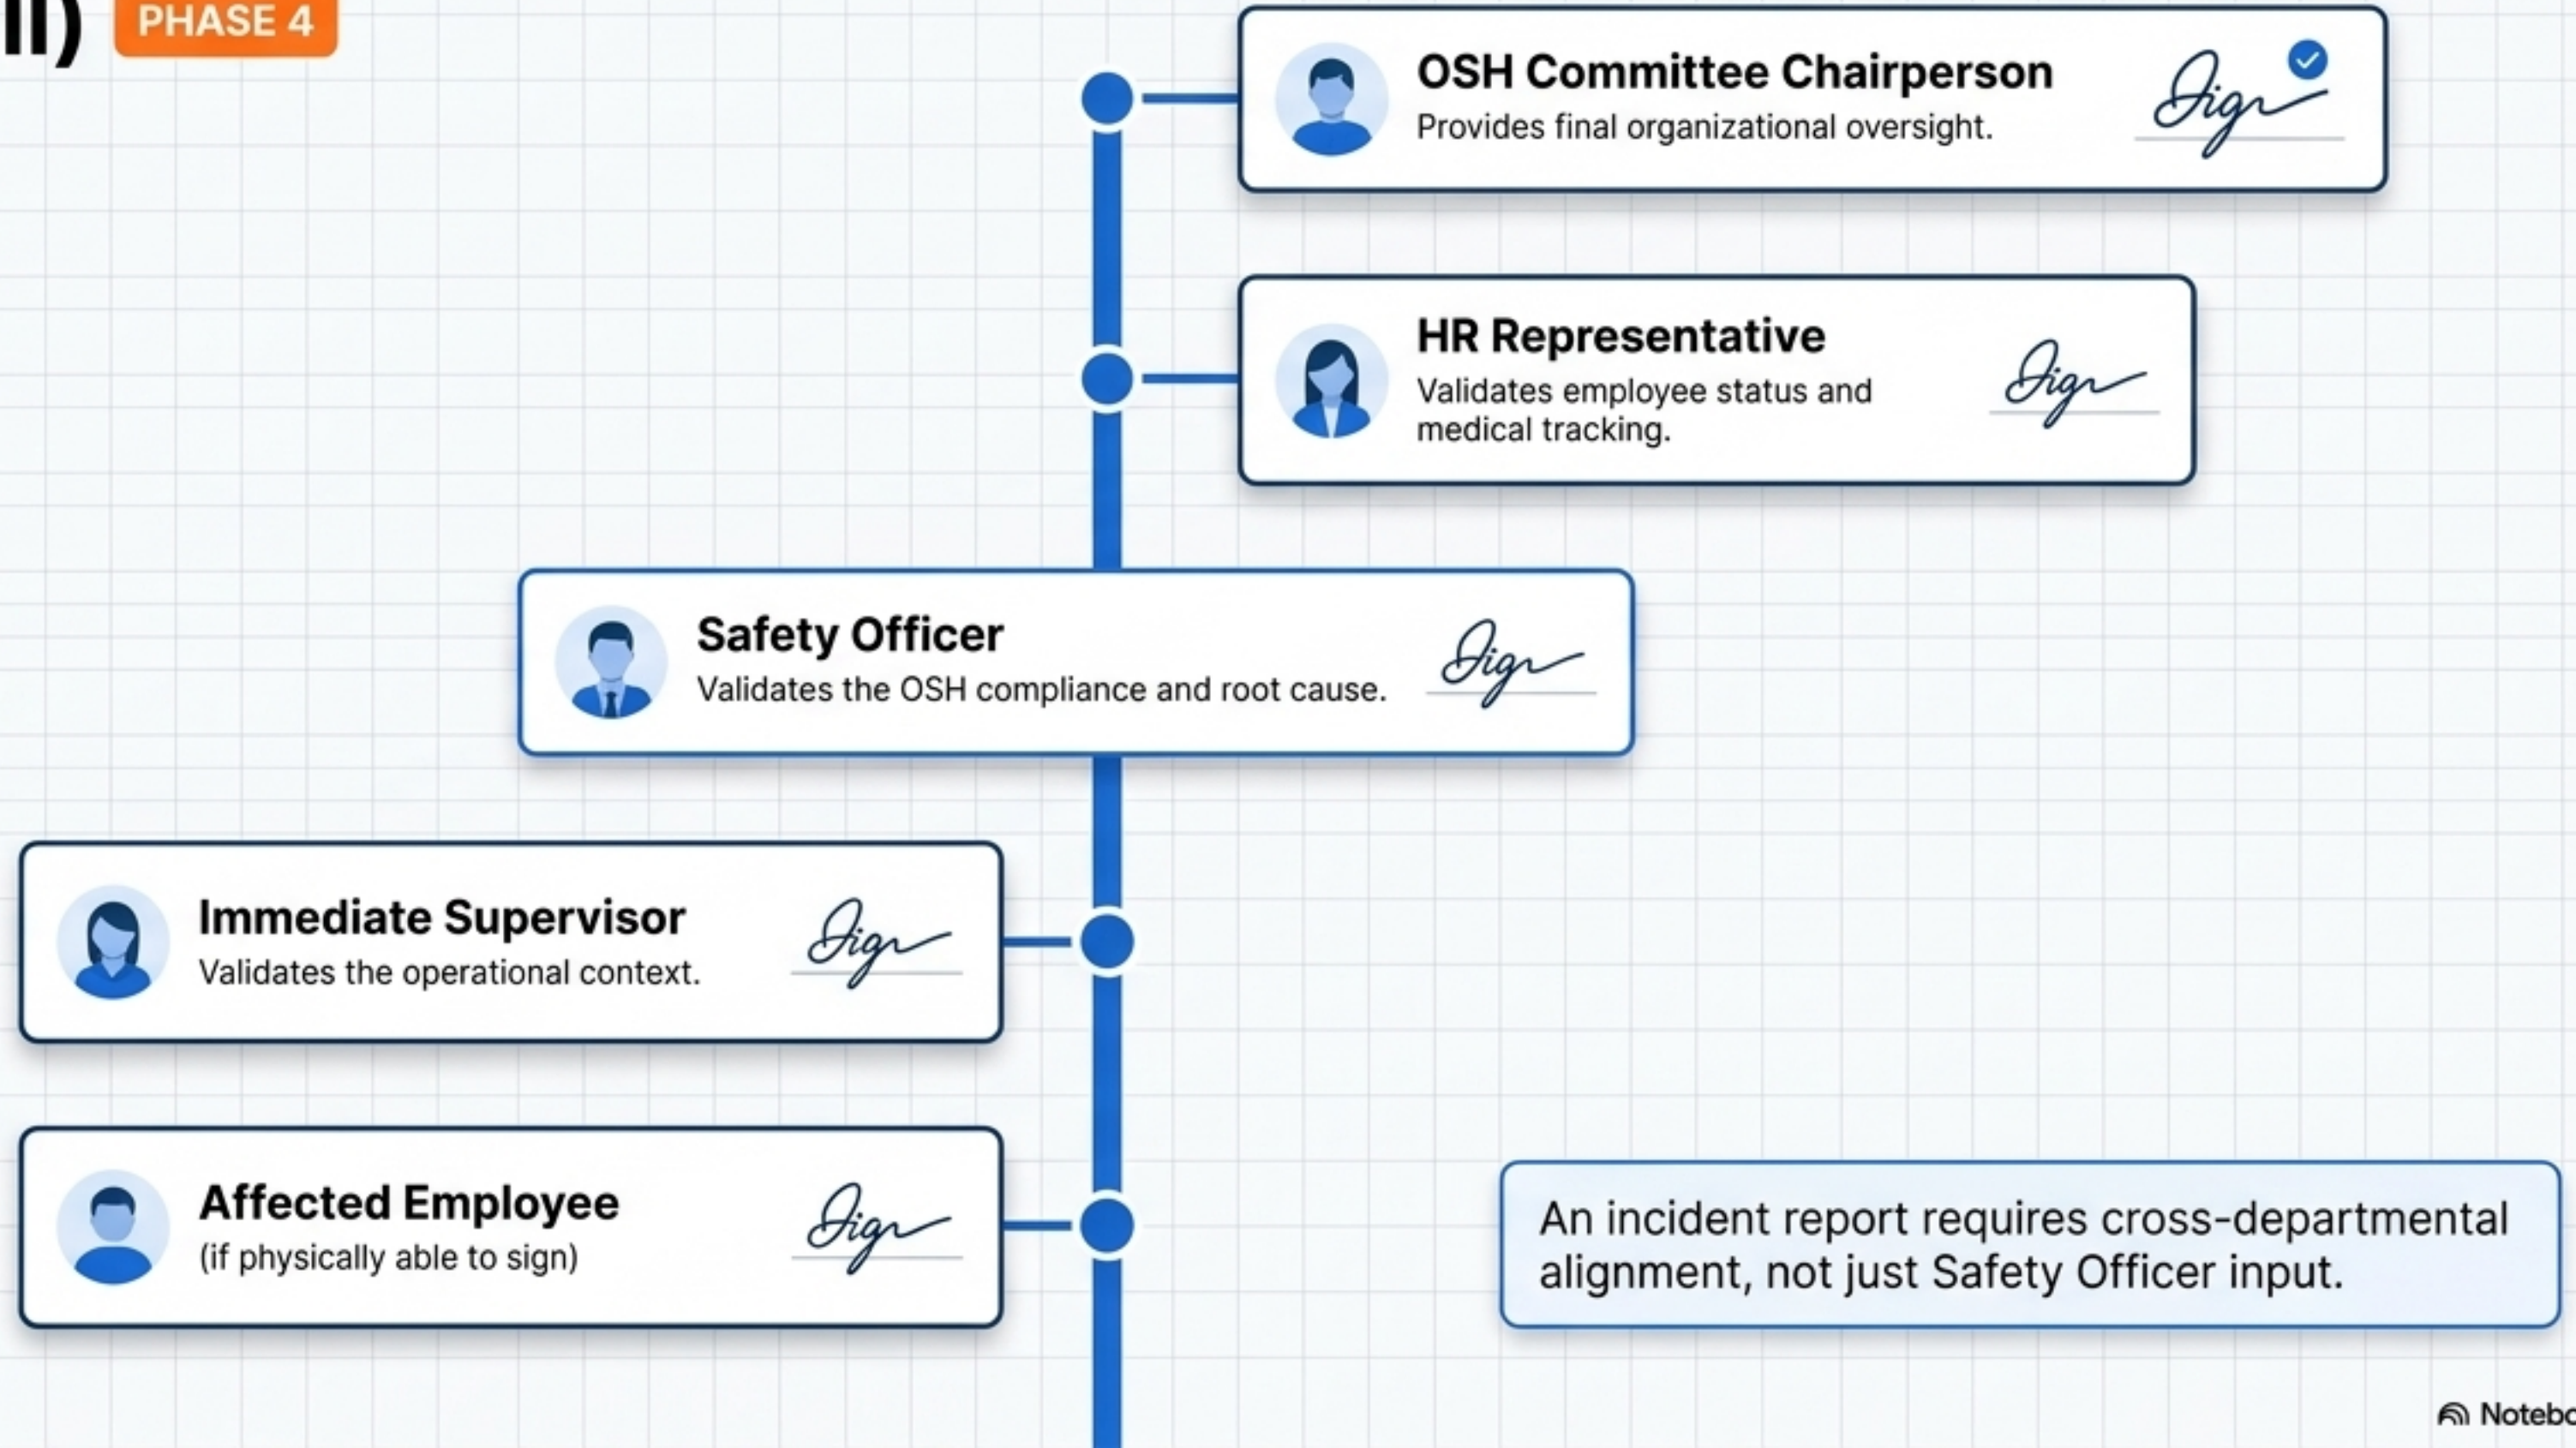 PHASE 4
OSH Committee Chairperson
Provides final organizational oversight.
Sign
HR Representative
Validates employee status and
medical tracking.
Sign
Safety Officer
Validates the OSH compliance and root cause.
Sign
Immediate Supervisor
Validates the operational context.
Sign
Affected Employee
(if physically able to sign)
Sign
An incident report requires cross-departmental
alignment, not just Safety Officer input.